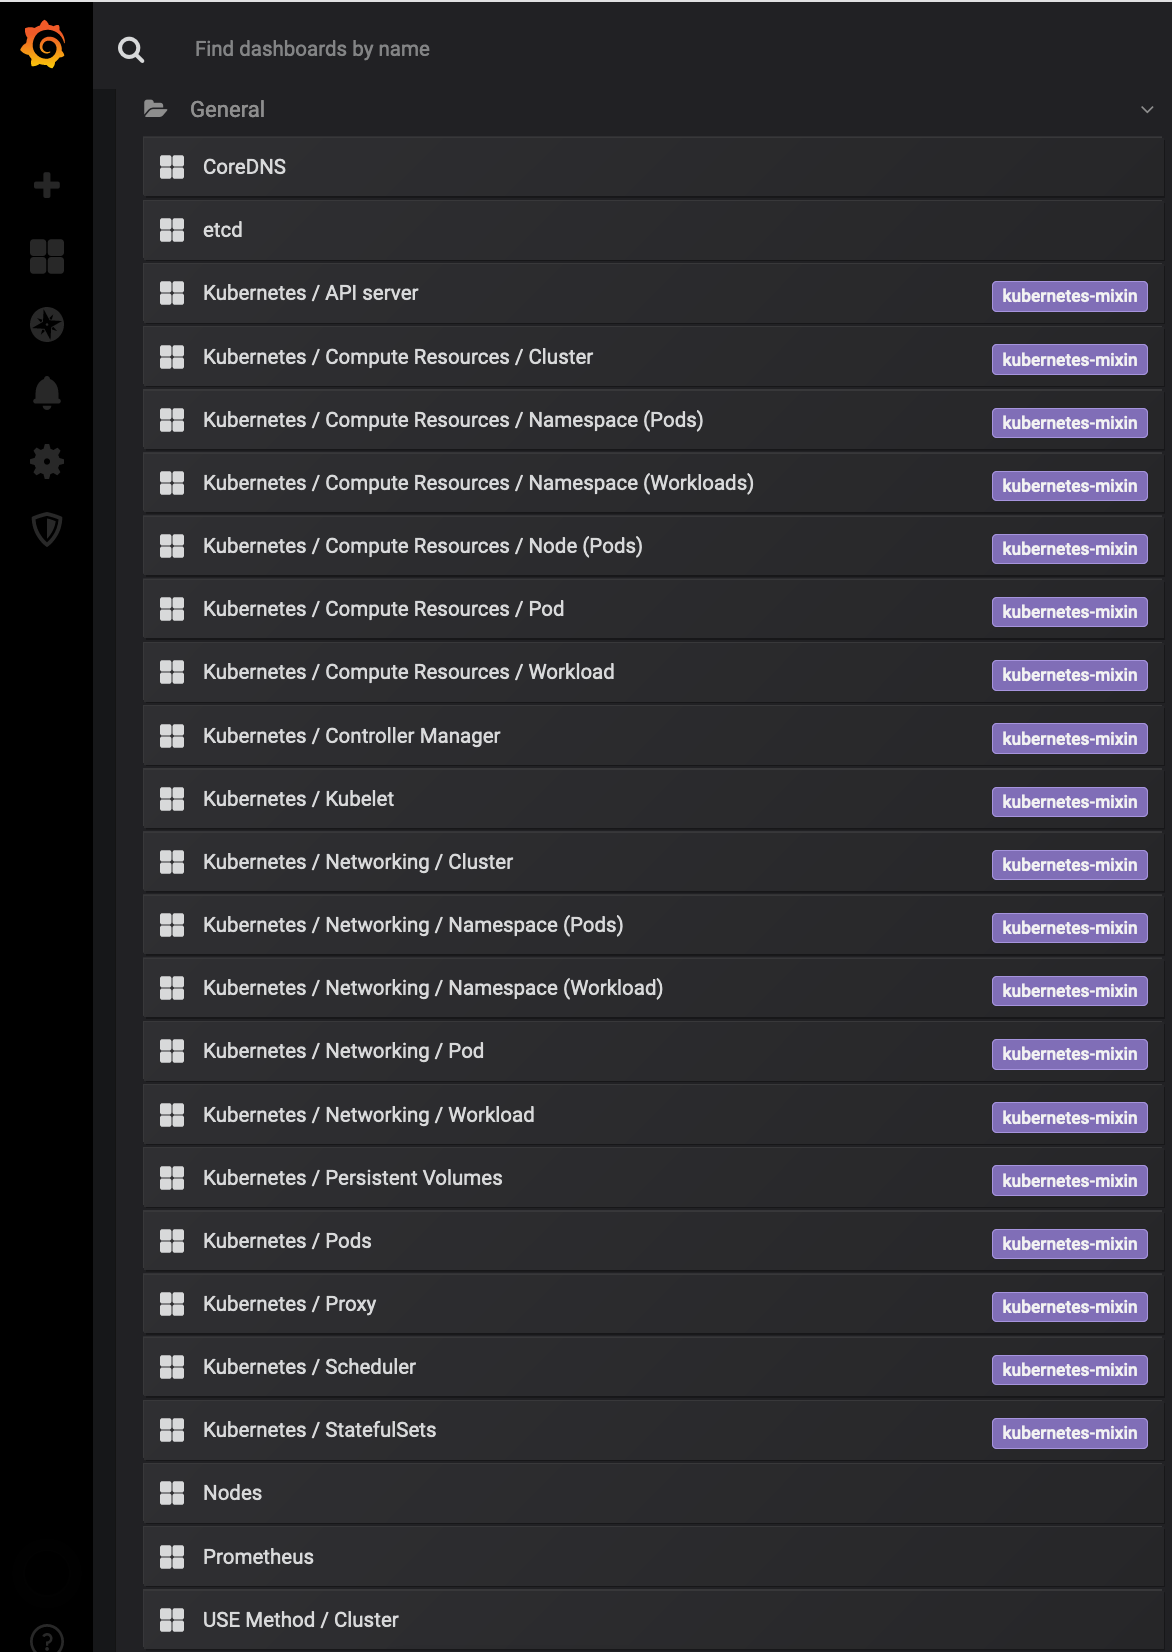 Find dashboards by name
General
CoreDNS
etcd
Kubernetes / API server kubernetes-mixin
Kubernetes / Compute Resources / Cluster kubernetes-mixin
Kubernetes / Compute Resources / Namespace (Pods) kubernetes-mixin
Kubernetes / Compute Resources / Namespace (Workloads) kubernetes-mixin
Kubernetes / Compute Resources / Node (Pods) kubernetes-mixin
Kubernetes / Compute Resources / Pod kubernetes-mixin
Kubernetes / Compute Resources / Workload kubernetes-mixin
Kubernetes / Controller Manager kubernetes-mixin
Kubernetes / Kubelet kubernetes-mixin
Kubernetes / Networking / Cluster kubernetes-mixin
Kubernetes / Networking / Namespace (Pods) kubernetes-mixin
Kubernetes / Networking / Namespace (Workload) kubernetes-mixin
Kubernetes / Networking / Pod kubernetes-mixin
Kubernetes / Networking / Workload kubernetes-mixin
Kubernetes / Persistent Volumes kubernetes-mixin
Kubernetes / Pods kubernetes-mixin
Kubernetes / Proxy kubernetes-mixin
Kubernetes / Scheduler kubernetes-mixin
Kubernetes / StatefulSets kubernetes-mixin
Nodes
Prometheus
USE Method / Cluster